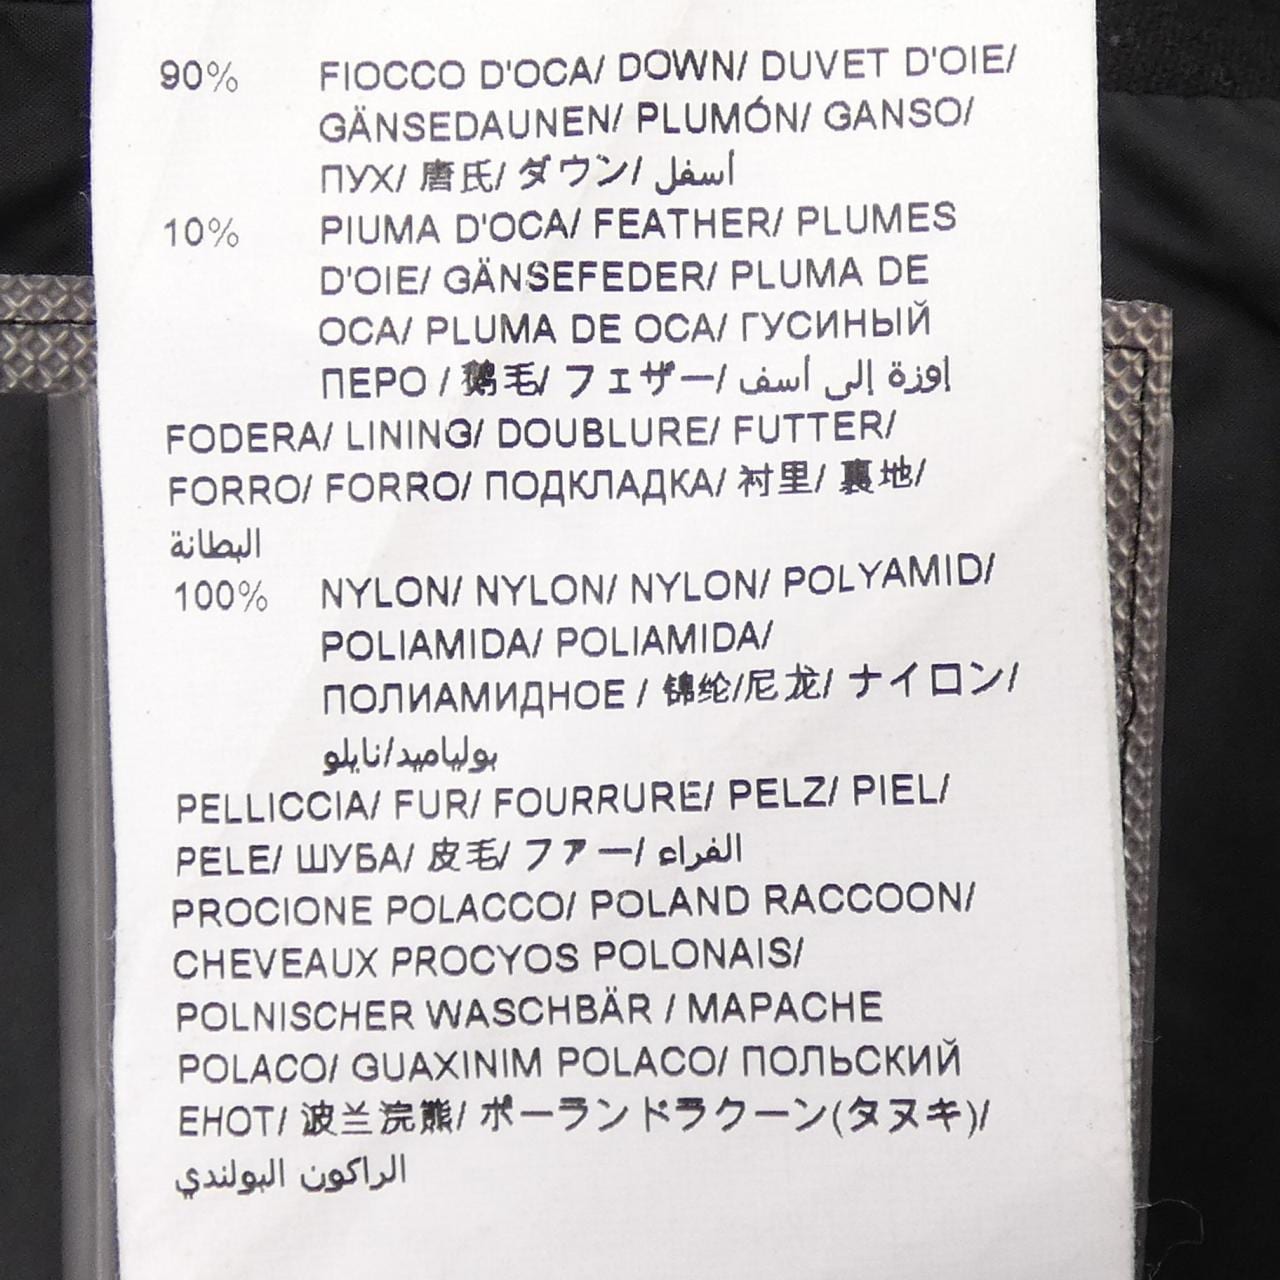 90% FIOCCO D'OCA/ DOWN/ DUVET D'OIE/
GÄNSEDAUNEN/ PLUMÓN/ GANSO/
ПУХ/ 唐氏/ ダウン/ أسفل
10% PIUMA D'OCA/ FEATHER/ PLUMES
D'OIE/ GÄNSEFEDER/ PLUMA DE
OCA/ PLUMA DE OCA/ ГУСИНЫЙ
ПЕРО / 鹅毛/ フェザー/ إوزة إلى أسف
FODERA/ LINING/ DOUBLURE/ FUTTER/
FORRO/ FORRO/ ПОДКЛАДКА/ 衬里/ 裏地/
البطانة
100% NYLON/ NYLON/ NYLON/ POLYAMID/
POLIAMIDA/ POLIAMIDA/
ПОЛИАМИДНОЕ / 锦纶/尼龙/ ナイロン/
بولياميد/نايلو
PELLICCIA/ FUR/ FOURRURE/ PELZ/ PIEL/
PELE/ ШУБА/ 皮毛/ ファー/ الفراء
PROCIONE POLACCO/ POLAND RACCOON/
CHEVEAUX PROCYOS POLONAIS/
POLNISCHER WASCHBÄR / MAPACHE
POLACO/ GUAXINIM POLACO/ ПОЛЬСКИЙ
ЕНОТ/ 波兰浣熊/ ポーランドラクーン(タヌキ)/
الراكون البولندي